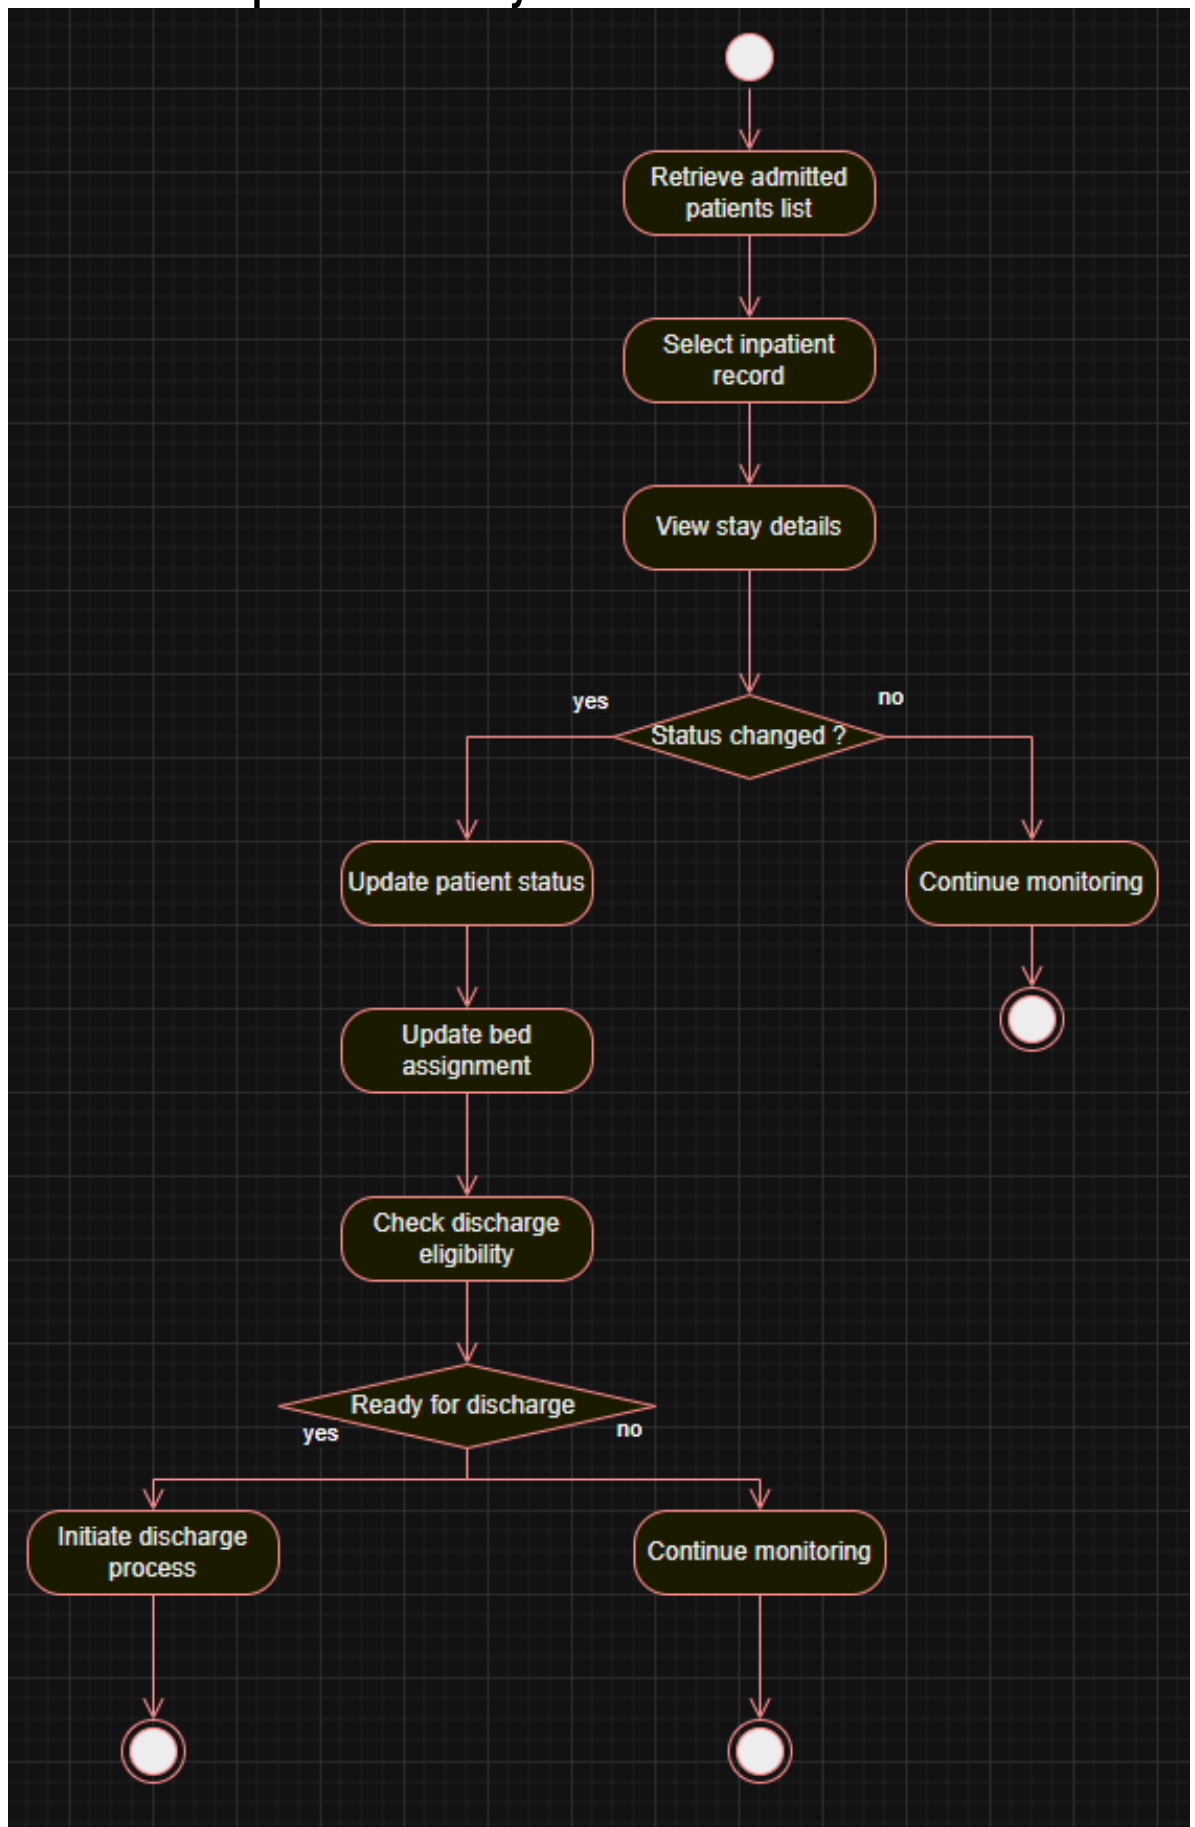 Retrieve admitted
patients list
Select inpatient
record
View stay details
yes
no
Status changed ?
Update patient status
Continue monitoring
Update bed
assignment
Check discharge
eligibility
Ready for discharge
yes
no
Initiate discharge
process
Continue monitoring